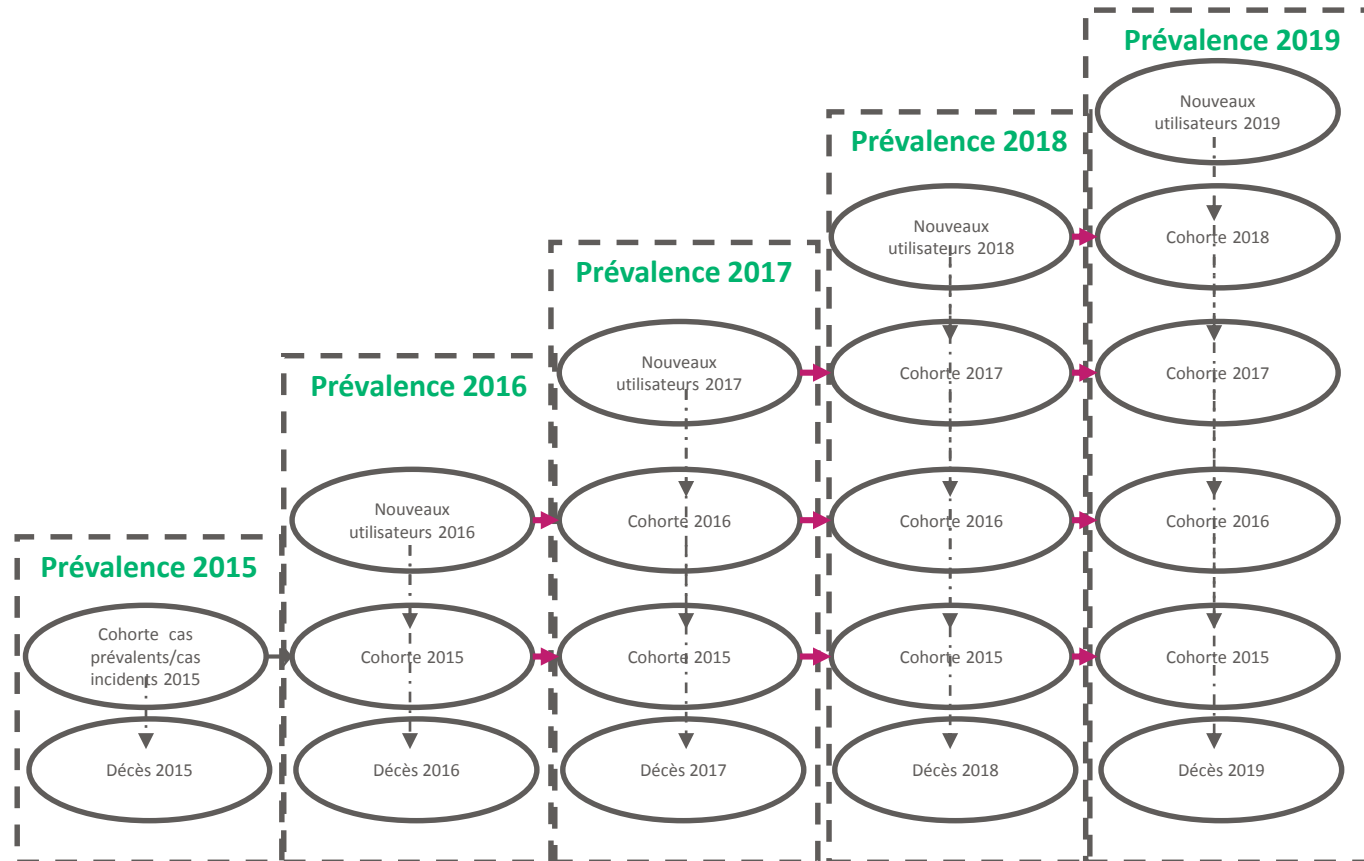 Prévalence 2015
Cohorte cas
prévalents/cas
incidents 2015
Décès 2015
Prévalence 2016
Nouveaux
utilisateurs 2016
Cohorte 2015
Décès 2016
Prévalence 2017
Nouveaux
utilisateurs 2017
Cohorte 2016
Cohorte 2015
Décès 2017
Prévalence 2018
Nouveaux
utilisateurs 2018
Cohorte 2017
Cohorte 2016
Cohorte 2015
Décès 2018
Prévalence 2019
Nouveaux
utilisateurs 2019
Cohorte 2018
Cohorte 2017
Cohorte 2016
Cohorte 2015
Décès 2019